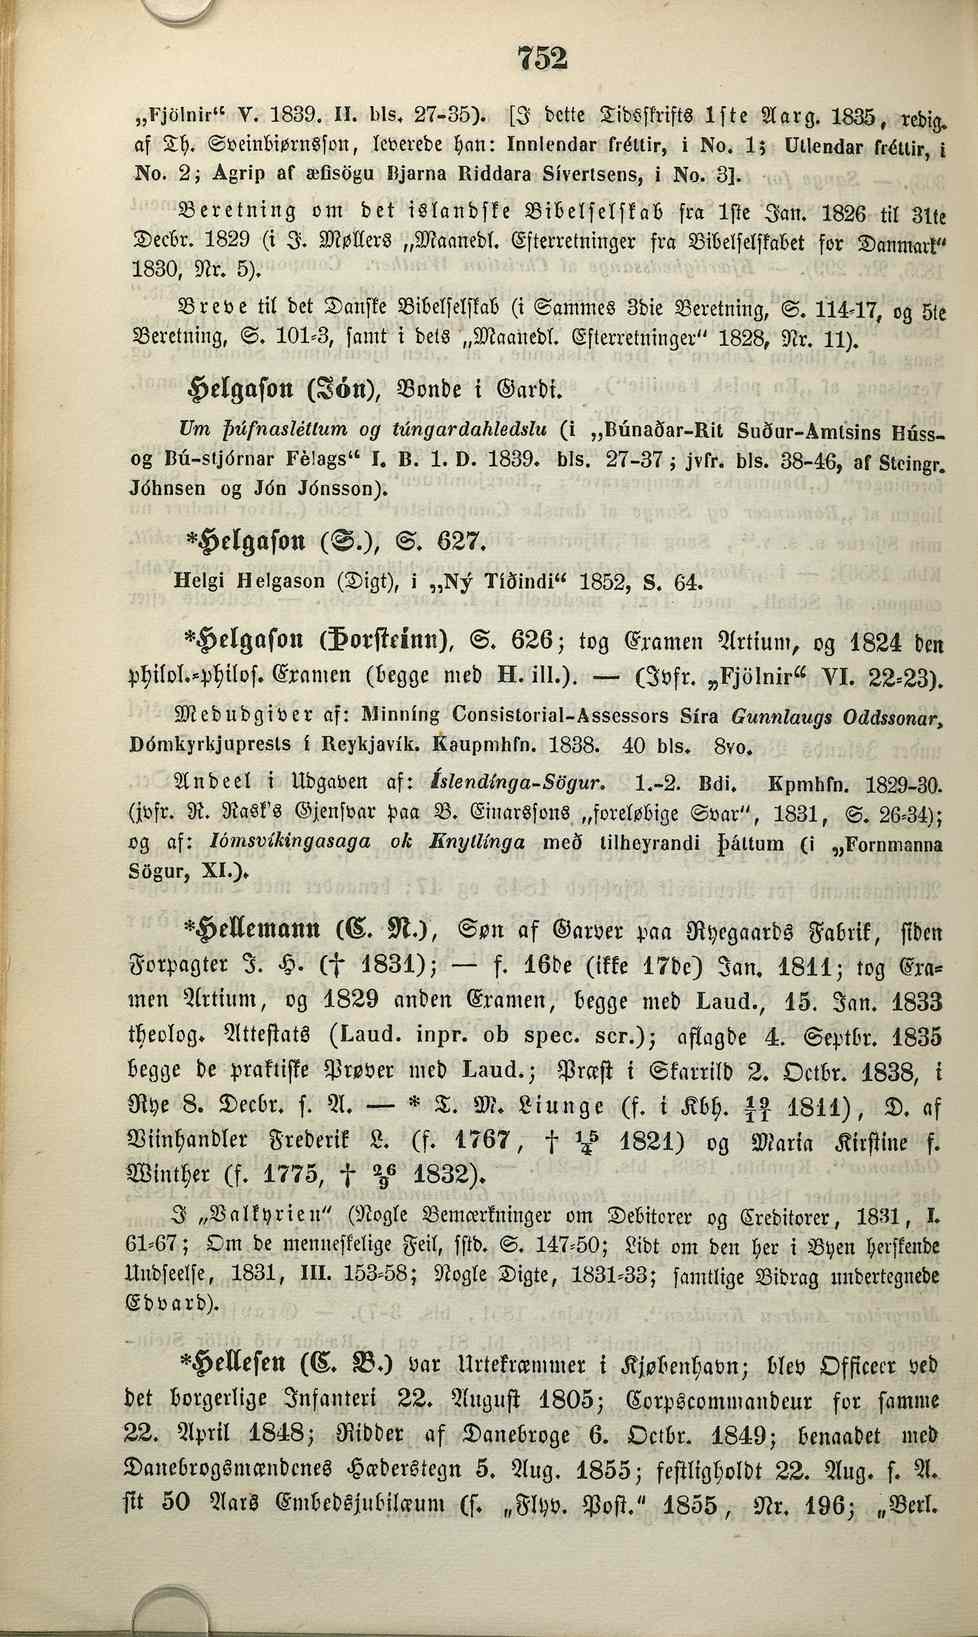 752
„Fjölnir“ V. 1839. II. bls. 27-35). [I dette Tidsskrifts 1ste Aarg. 1835, redig.
af Th. Sveinbiørnsson, leverede han: Innlendar fréttir, i No. 1; Utlendar fréttir, i
No. 2; Agrip af æfisögu Bjarna Riddara Sívertsens, i No. 3].
Beretning om det islandske Bibelselskab fra 1ste Jan. 1826 til 31te
Decbr. 1829 (i J. Møllers „Maanedl. Efterretninger fra Bibelselskabet for Danmark“
1830, Nr. 5).
Breve til det Danske Bibelselskab (i Sammes 3die Beretning, S. 114-17, og 5te
Beretning, S. 101-3, samt i dets „Maanedl. Efterretninger“ 1828, Nr. 11).
Helgason (Jón), Bonde i Gardi.
Um þúfnasléttum og túngardahledslu (i „Búnaðar-Rit Suður-Amtsins Húss-
og Bú-stjórnar Félags“ I. B. 1. D. 1839. bls. 27-37; jvfr. bls. 38-46, af Steingr.
Jóhnsen og Jón Jónsson).
*Helgason (S.), S. 627.
Helgi Helgason (Digt), i „Ný Tíðindi“ 1852, S. 64.
*Helgason (Þorsteinn), S. 626; tog Examen Artium, og 1824 den
philol.-philos. Examen (begge med H. ill.). — (Jvfr. „Fjölnir“ VI. 22-23).
Medudgiver af: Minníng Consistorial-Assessors Síra Gunnlaugs Oddssonar,
Dómkyrkjuprests í Reykjavík. Kaupmhfn. 1838. 40 bls. 8vo.
Andeel i Udgaven af: Íslendínga-Sögur. 1.-2. Bdi. Kpmhfn. 1829-30.
(jvfr. R. Rask's Gjensvar paa B. Einarssons „foreløbige Svar“, 1831, S. 26-34);
og af: Iómsvíkingasaga ok Knytlínga með tilheyrandi þáttum (i „Fornmanna
Sögur, XI.).
*Hellemann (C. N.), Søn af Garver paa Ryegaards Fabrik, siden
Forpagter J. H. († 1831); — f. 16de (ikke 17de) Jan. 1811; tog Exa-
men Artium, og 1829 anden Examen, begge med Laud., 15. Jan. 1833
theolog. Attestats (Laud. inpr. ob spec. scr.); aflagde 4. Septbr. 1835
begge de praktiske Prøver med Laud.; Præst i Skarrild 2. Octbr. 1838, i
Rye 8. Decbr. s. A. — * T. M. Liunge (f. i Kbh. 19/11 1811), D. af
Viinhandler Frederik L. (f. 1767, † 15/4 1821) og Maria Kirstine f.
Winther (f. 1775, † 26/9 1832).
I „Valkyrien“ (Nogle Bemærkninger om Debitorer og Creditorer, 1831, I.
61-67; Om de menneskelige Feil, sstd. S. 147-50; Lidt om den her i Byen herskende
Undseelse, 1831, III. 153-58; Nogle Digte, 1831-33; samtlige Bidrag undertegnede
Edvard).
*Hellesen (C. B.) var Urtekræmmer i Kjøbenhavn; blev Officeer ved
det borgerlige Infanteri 22. August 1805; Corpscommandeur for samme
22. April 1848; Ridder af Danebroge 6. Octbr. 1849; benaadet med
Danebrogsmændenes Hæderstegn 5. Aug. 1855; festligholdt 22. Aug. s. A.
sit 50 Aars Embedsjubilæum (s. „Flyv. Post.“ 1855, Nr. 196; „Berl.